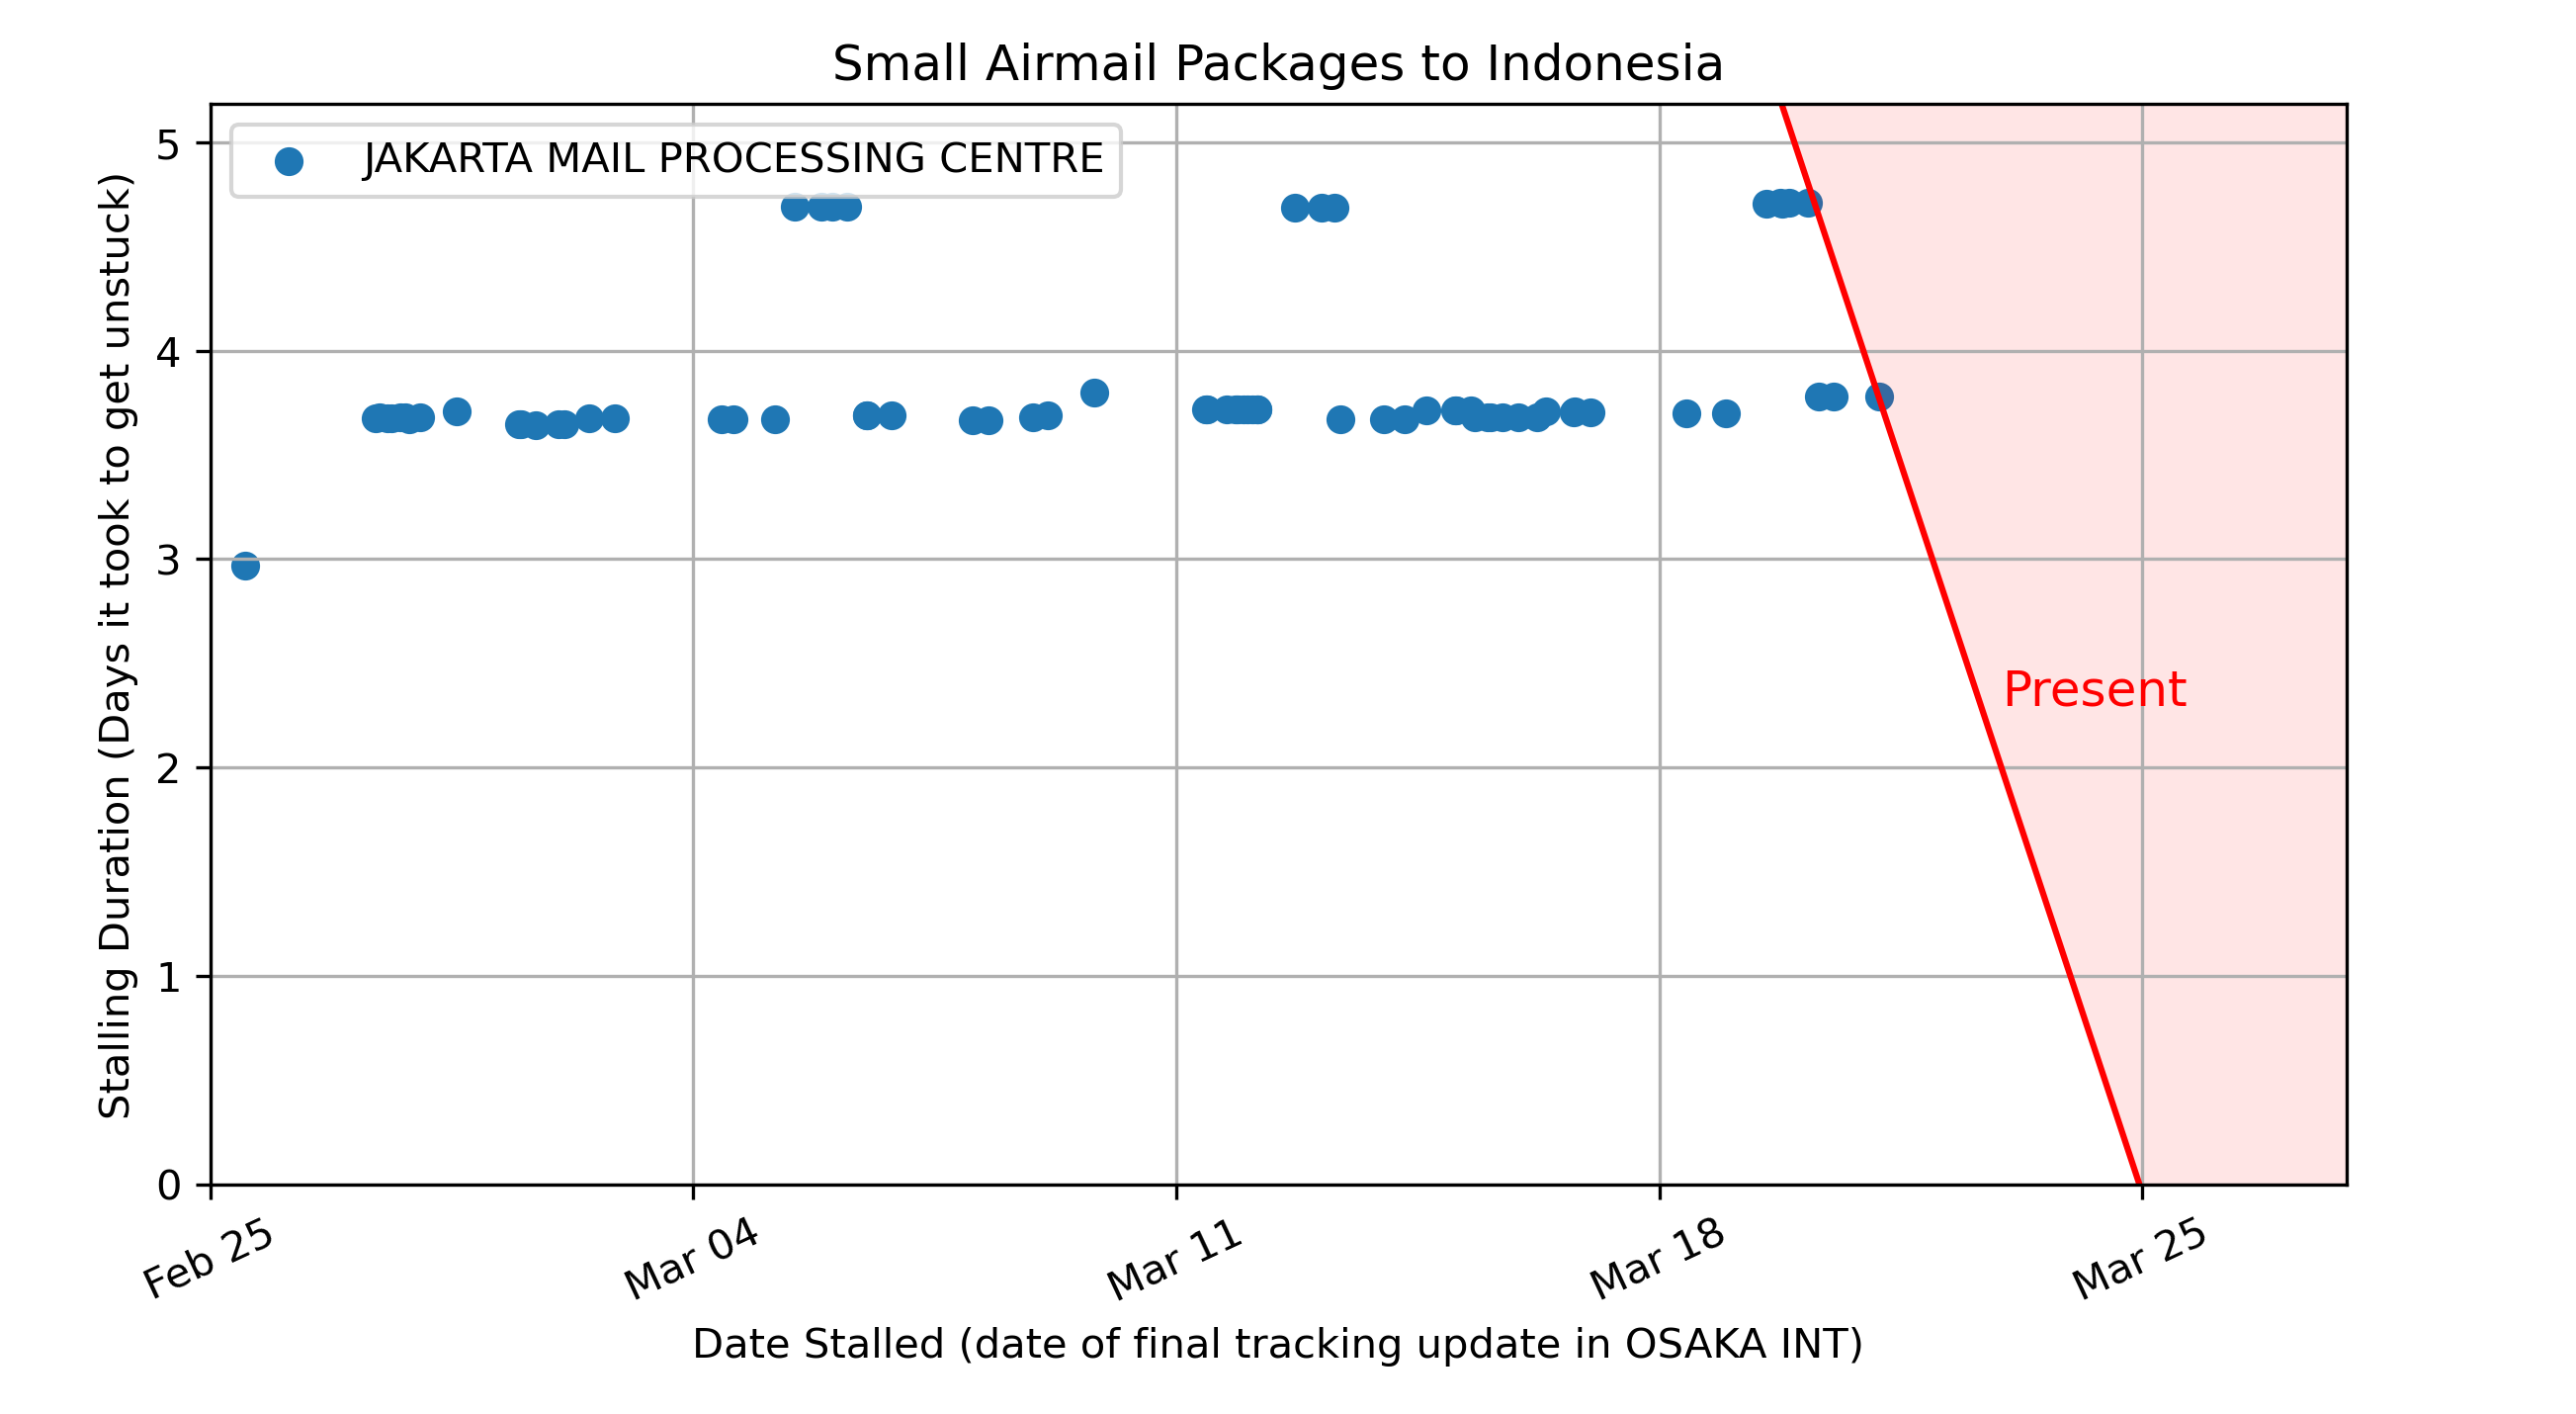 Small Airmail Packages to Indonesia
JAKARTA MAIL PROCESSING CENTRE
Stalling Duration (Days it took to get unstuck)
5
4
3
2
1
0
Present
Feb 25
Mar 04
Mar 11
Mar 18
Mar 25
Date Stalled (date of final tracking update in OSAKA INT)